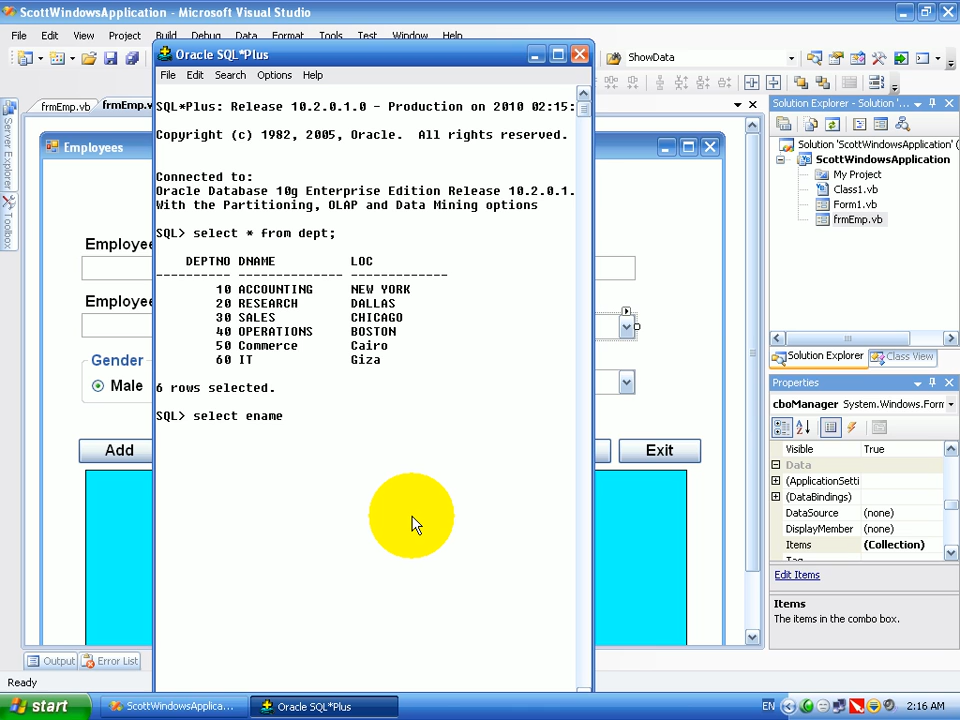 ScottWindowsApplication - Microsoft Visual Studio
File Edit View Project Build Debug Data Format Tools Test Window Help
Oracle SQL*Plus
ShowData
File Edit Search Options Help
frmEmp.vb frmEmp.v
SQL*Plus: Release 10.2.0.1.0 - Production on 2010 02:15:
Copyright (c) 1982, 2005, Oracle. All rights reserved.
Connected to:
Oracle Database 10g Enterprise Edition Release 10.2.0.1.
With the Partitioning, OLAP and Data Mining options
SQL> select * from dept;
DEPTNO DNAME LOC
---------- -------------- -------------
10 ACCOUNTING NEW YORK
20 RESEARCH DALLAS
30 SALES CHICAGO
40 OPERATIONS BOSTON
50 Commerce Cairo
60 IT Giza
6 rows selected.
SQL> select ename
Server Explorer
Toolbox
Employees
Employee
Employee
Gender
Male
Add
Exit
Solution Explorer - Solution '...
Solution 'ScottWindowsApplication' (
ScottWindowsApplication
My Project
Class1.vb
Form1.vb
frmEmp.vb
Solution Explorer Class View
Properties
cboManager System.Windows.Form
Visible True
Data
(ApplicationSetti
(DataBindings)
DataSource (none)
DisplayMember (none)
Items (Collection)
Edit Items
Items
The items in the combo box.
Output Error List
Ready
start ScottWindowsApplica... Oracle SQL*Plus EN 2:16 AM